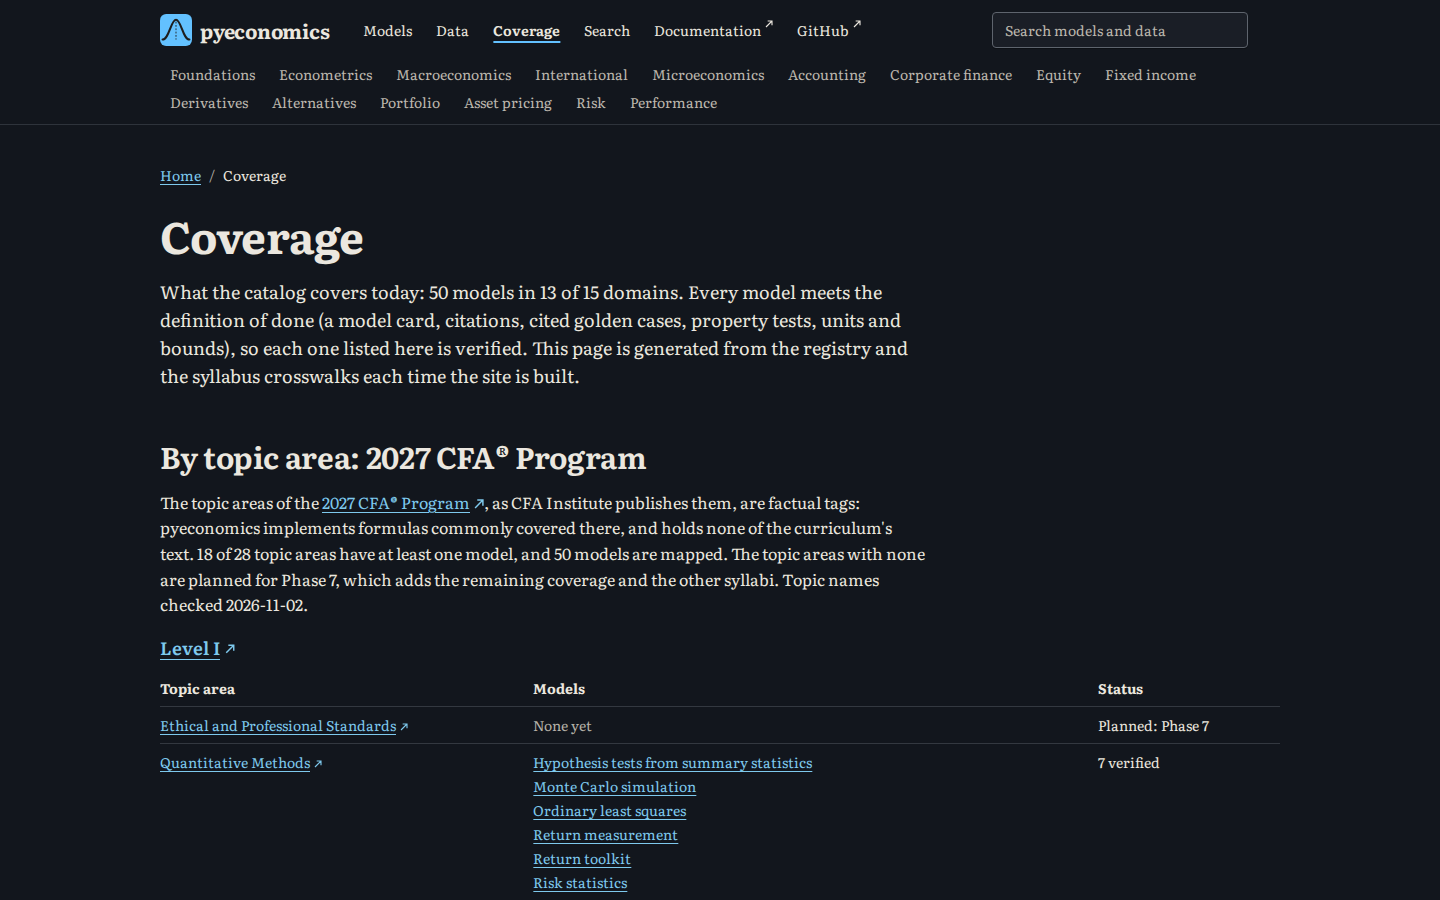 pyeconomics Models Data Coverage Search Documentation ↗ GitHub ↗ Search models and data
Foundations Econometrics Macroeconomics International Microeconomics Accounting Corporate finance Equity Fixed income
Derivatives Alternatives Portfolio Asset pricing Risk Performance
Home / Coverage
Coverage
What the catalog covers today: 50 models in 13 of 15 domains. Every model meets the
definition of done (a model card, citations, cited golden cases, property tests, units and
bounds), so each one listed here is verified. This page is generated from the registry and
the syllabus crosswalks each time the site is built.
By topic area: 2027 CFA® Program
The topic areas of the 2027 CFA® Program ↗, as CFA Institute publishes them, are factual tags:
pyeconomics implements formulas commonly covered there, and holds none of the curriculum's
text. 18 of 28 topic areas have at least one model, and 50 models are mapped. The topic areas with none
are planned for Phase 7, which adds the remaining coverage and the other syllabi. Topic names
checked 2026-11-02.
Level I ↗
Topic area Models Status
Ethical and Professional Standards ↗ None yet Planned: Phase 7
Quantitative Methods ↗ Hypothesis tests from summary statistics 7 verified
Monte Carlo simulation
Ordinary least squares
Return measurement
Return toolkit
Risk statistics